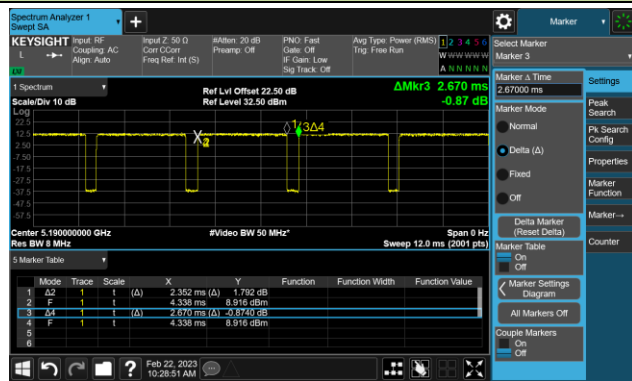 Spectrum Analyzer 1
Swept SA
Marker
KEYSIGHT Input: RF
Coupling: AC
Align: Auto
Input Z: 50 Ω
Corr CCorr
Freq Ref: Int (S)
#Atten: 20 dB
Preamp: Off
PNO: Fast
Gate: Off
IF Gain: Low
Sig Track: Off
Avg Type: Power (RMS)
Trig: Free Run
1 2 3 4 5 6
W W W W W W
A N N N N N
LW
Select Marker
Marker 3
1 Spectrum
Scale/Div 10 dB
Log
Ref Lvl Offset 22.50 dB
Ref Level 32.50 dBm
ΔMkr3 2.670 ms
-0.87 dB
22.5
12.5
2.50
-7.50
-17.5
-27.5
-37.5
-47.5
-57.5
1/3Δ4
Center 5.190000000 GHz
Res BW 8 MHz
#Video BW 50 MHz*
Span 0 Hz
Sweep 12.0 ms (2001 pts)
5 Marker Table
Mode Trace Scale X Y Function Function Width Function Value
1 Δ2 1 t (Δ) 2.352 ms (Δ) 1.792 dB
2 F 1 t 4.338 ms 8.916 dBm
3 Δ4 1 t (Δ) 2.670 ms (Δ) -0.8740 dB
4 F 1 t 4.338 ms 8.916 dBm
5
6
Marker Δ Time
2.67000 ms
Marker Mode
Normal
Delta (Δ)
Fixed
Off
Delta Marker
(Reset Delta)
Marker Table
On
Off
Marker Settings
Diagram
All Markers Off
Couple Markers
On
Off
Settings
Peak
Search
Pk Search
Config
Properties
Marker
Function
Marker→
Counter
Feb 22, 2023
10:28:51 AM